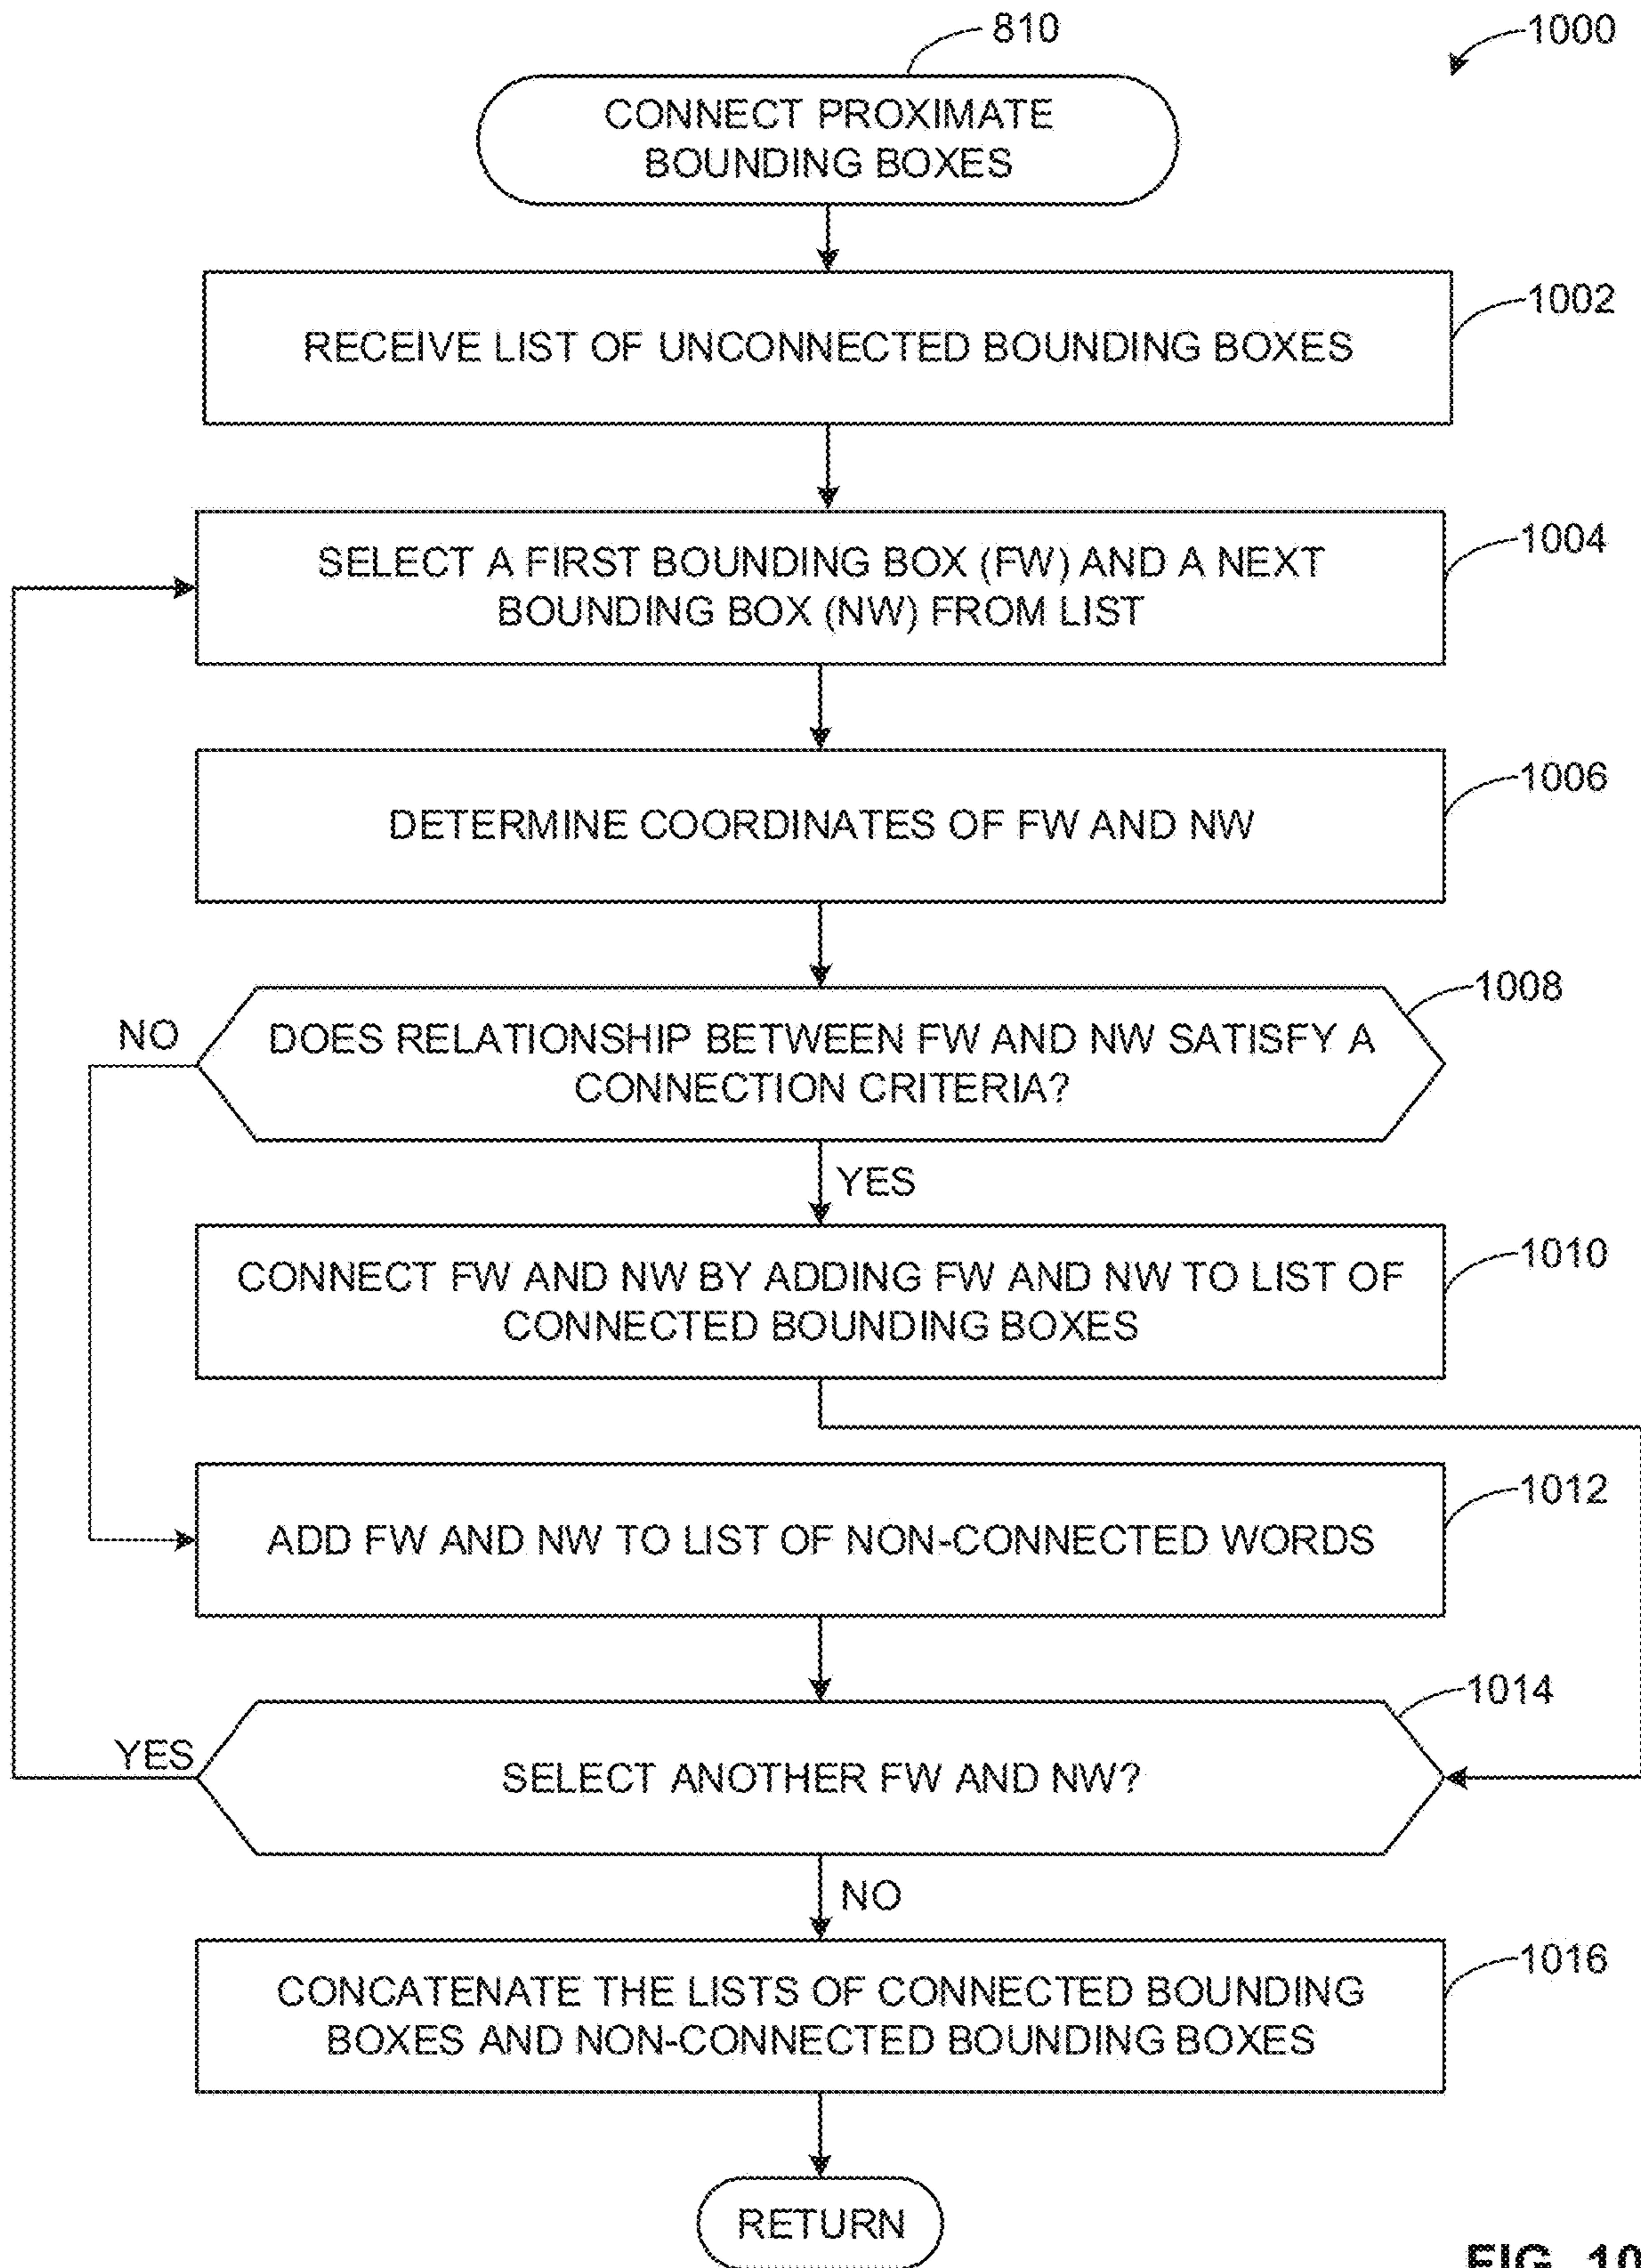 810
1000
CONNECT PROXIMATE
BOUNDING BOXES
1002
RECEIVE LIST OF UNCONNECTED BOUNDING BOXES
1004
SELECT A FIRST BOUNDING BOX (FW) AND A NEXT
BOUNDING BOX (NW) FROM LIST
1006
DETERMINE COORDINATES OF FW AND NW
1008
NO
DOES RELATIONSHIP BETWEEN FW AND NW SATISFY A
CONNECTION CRITERIA?
YES
1010
CONNECT FW AND NW BY ADDING FW AND NW TO LIST OF
CONNECTED BOUNDING BOXES
1012
ADD FW AND NW TO LIST OF NON-CONNECTED WORDS
1014
YES
SELECT ANOTHER FW AND NW?
NO
1016
CONCATENATE THE LISTS OF CONNECTED BOUNDING
BOXES AND NON-CONNECTED BOUNDING BOXES
RETURN
FIG. 10